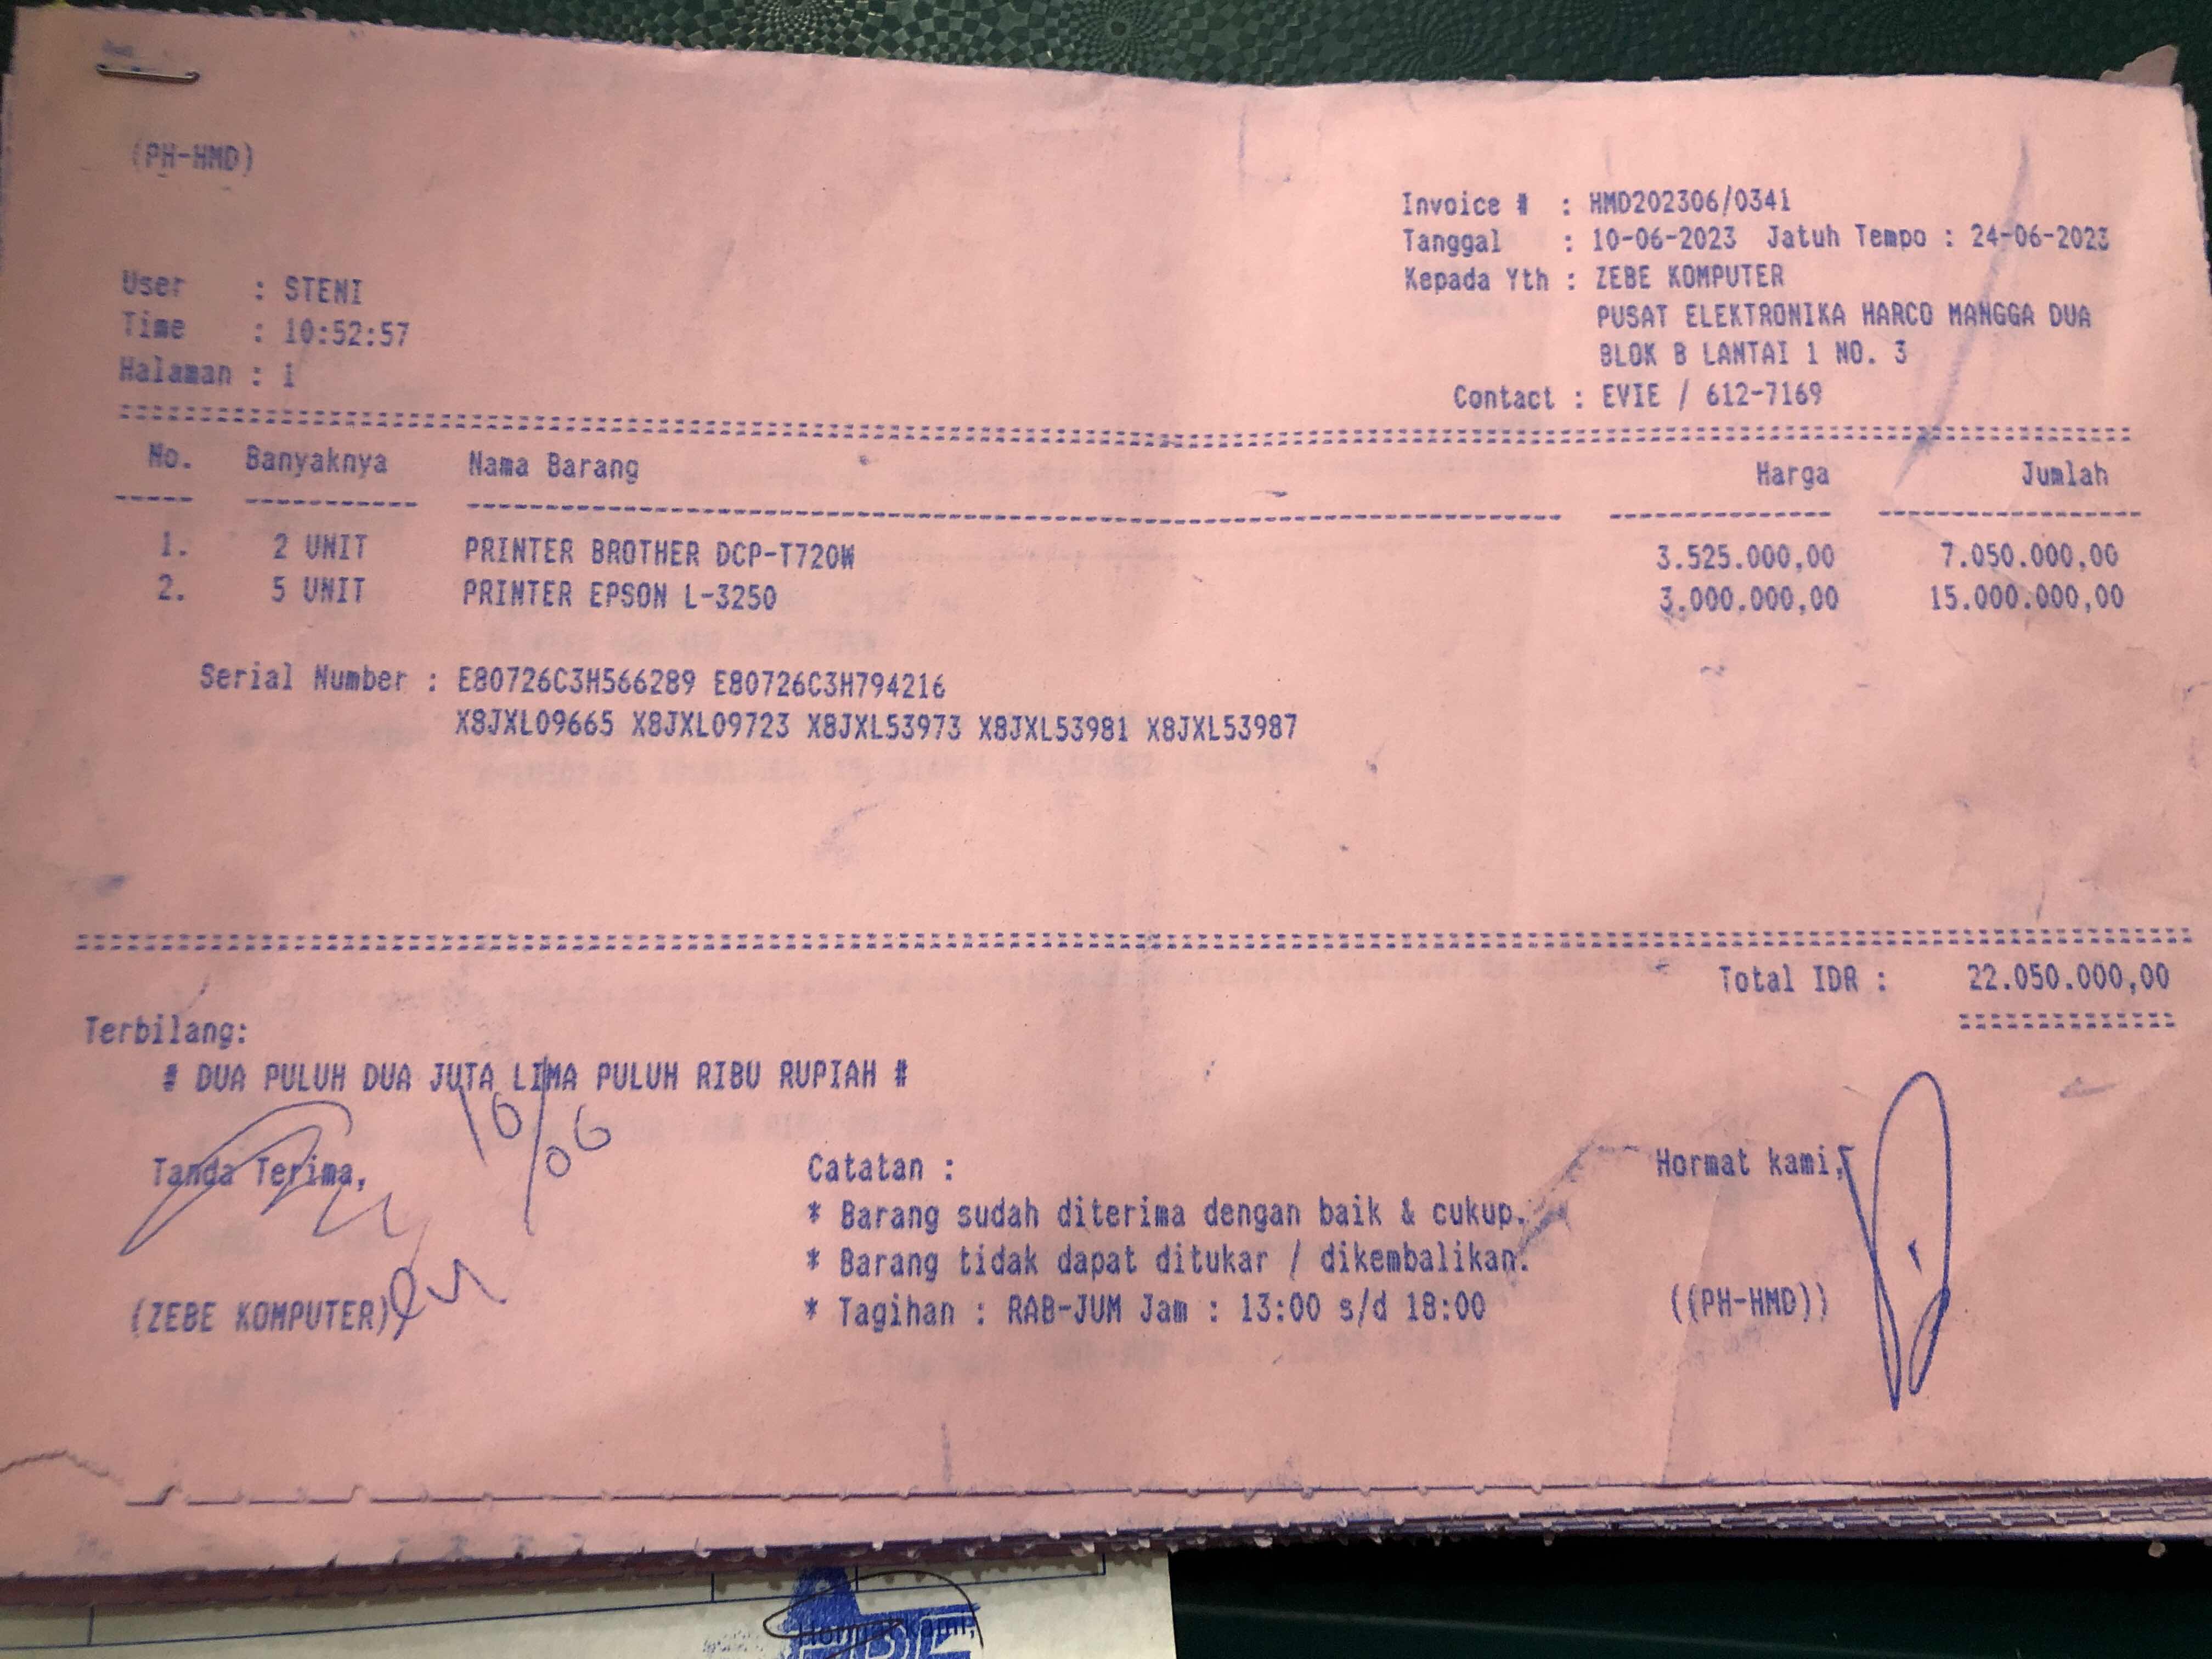 (PH-HMD)
Invoice # : HMD202306/0341
Tanggal : 10-06-2023 Jatuh Tempo : 24-06-2023
Kepada Yth : ZEBE KOMPUTER
PUSAT ELEKTRONIKA HARCO MANGGA DUA
BLOK B LANTAI 1 NO. 3
Contact : EVIE / 612-7169
User : STENI
Time : 10:52:57
Halaman : 1
No. Banyaknya Nama Barang Harga Jumlah
1. 2 UNIT PRINTER BROTHER DCP-T720W 3.525.000,00 7.050.000,00
2. 5 UNIT PRINTER EPSON L-3250 3.000.000,00 15.000.000,00
Serial Number : E80726C3H566289 E80726C3H794216
X8JXL09665 X8JXL09723 X8JXL53973 X8JXL53981 X8JXL53987
Total IDR : 22.050.000,00
Terbilang:
# DUA PULUH DUA JUTA LIMA PULUH RIBU RUPIAH #
10/06
Tanda Terima,
(ZEBE KOMPUTER)
Catatan :
* Barang sudah diterima dengan baik & cukup.
* Barang tidak dapat ditukar / dikembalikan.
* Tagihan : RAB-JUM Jam : 13:00 s/d 18:00
Hormat kami,
((PH-HMD))
Hormat kami,